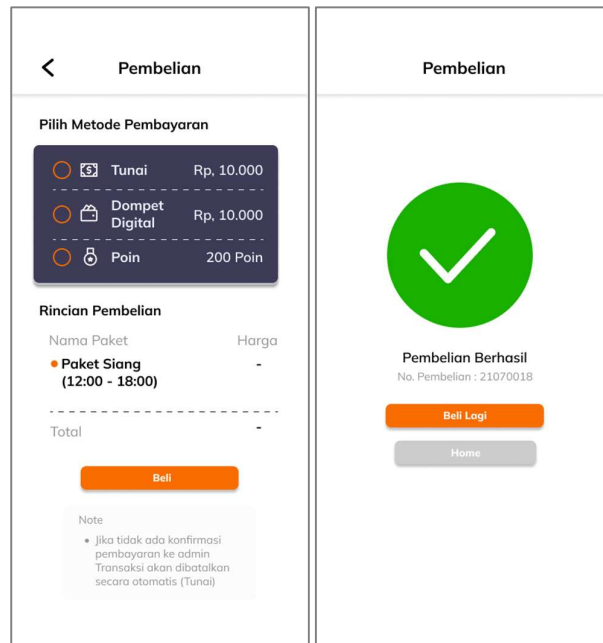 Pembelian
Pilih Metode Pembayaran
Tunai Rp, 10.000
Dompet
Digital Rp, 10.000
Poin 200 Poin
Rincian Pembelian
Nama Paket Harga
Paket Siang -
(12:00 - 18:00)
Total -
Beli
Note
• Jika tidak ada konfirmasi
pembayaran ke admin
Transaksi akan dibatalkan
secara otomatis (Tunai)
Pembelian
Pembelian Berhasil
No. Pembelian : 21070018
Beli Lagi
Home